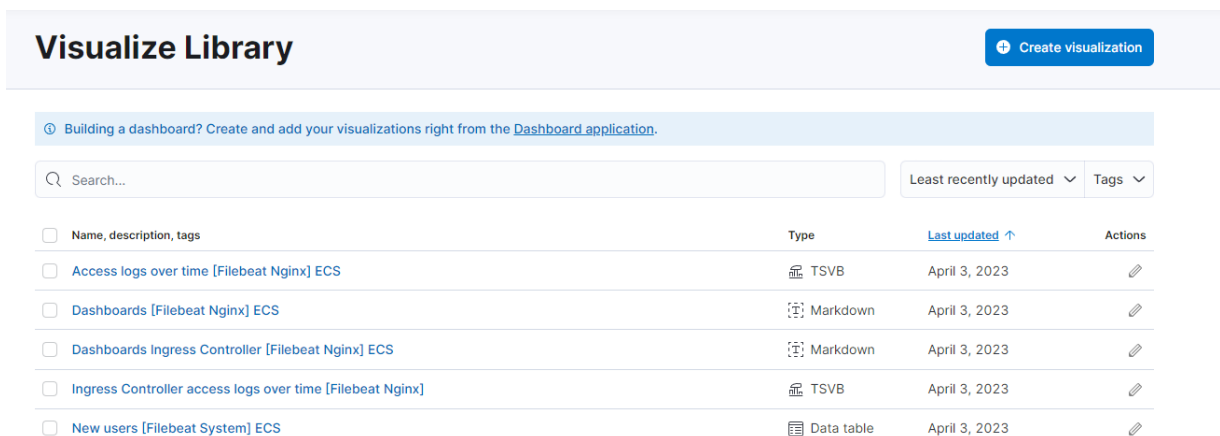 Visualize Library
Create visualization
Building a dashboard? Create and add your visualizations right from the Dashboard application.
Search...
Least recently updated
Tags
Name, description, tags Type Last updated Actions
Access logs over time [Filebeat Nginx] ECS TSVB April 3, 2023
Dashboards [Filebeat Nginx] ECS Markdown April 3, 2023
Dashboards Ingress Controller [Filebeat Nginx] ECS Markdown April 3, 2023
Ingress Controller access logs over time [Filebeat Nginx] TSVB April 3, 2023
New users [Filebeat System] ECS Data table April 3, 2023